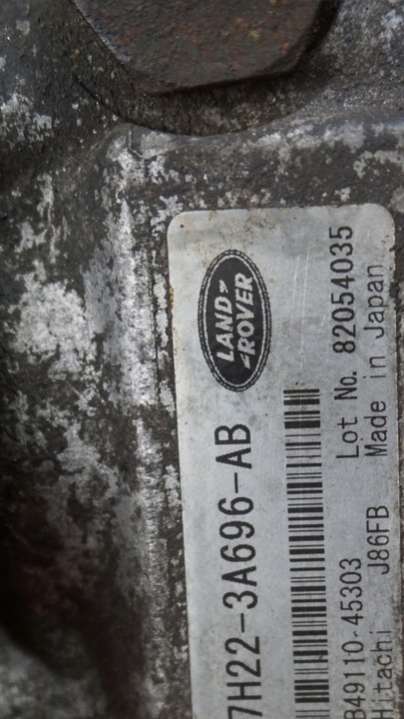 LAND
ROVER
7H22-3A696-AB
B49110-45303
Lot No. 82054035
Hitachi
J86FB
Made in Japan